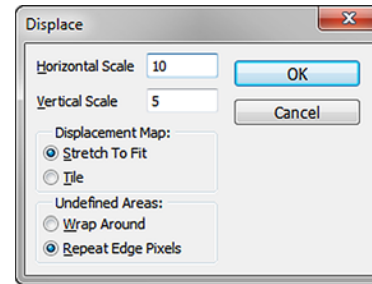 Displace
Horizontal Scale 10
OK
Vertical Scale 5
Cancel
Displacement Map:
Stretch To Fit
Tile
Undefined Areas:
Wrap Around
Repeat Edge Pixels